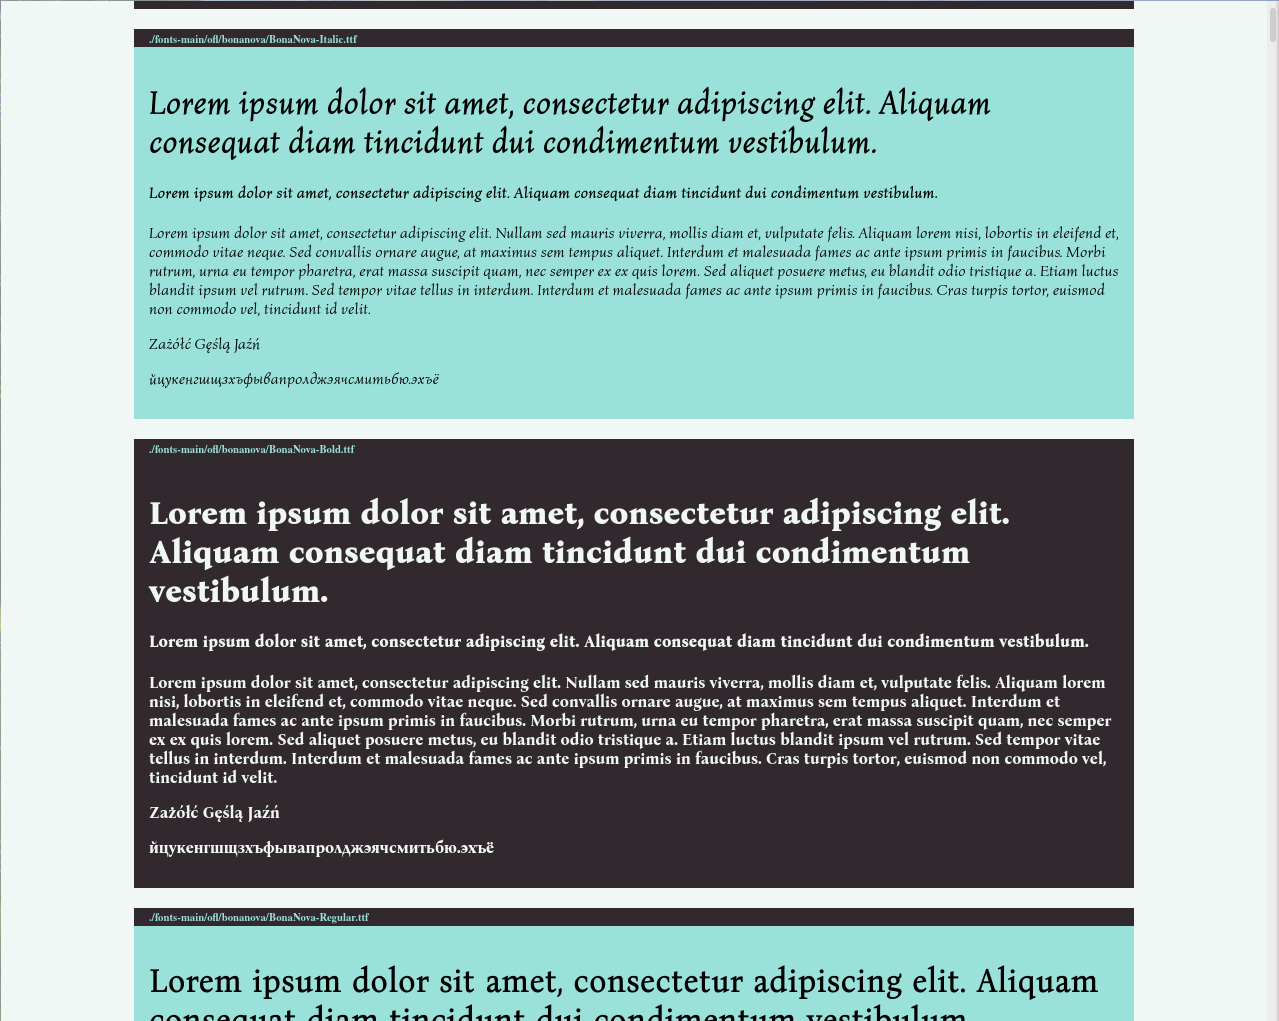 ./fonts-main/ofl/bonanova/BonaNova-Italic.ttf
Lorem ipsum dolor sit amet, consectetur adipiscing elit. Aliquam
consequat diam tincidunt dui condimentum vestibulum.
Lorem ipsum dolor sit amet, consectetur adipiscing elit. Aliquam consequat diam tincidunt dui condimentum vestibulum.
Lorem ipsum dolor sit amet, consectetur adipiscing elit. Nullam sed mauris viverra, mollis diam et, vulputate felis. Aliquam lorem nisi, lobortis in eleifend et,
commodo vitae neque. Sed convallis ornare augue, at maximus sem tempus aliquet. Interdum et malesuada fames ac ante ipsum primis in faucibus. Morbi
rutrum, urna eu tempor pharetra, erat massa suscipit quam, nec semper ex ex quis lorem. Sed aliquet posuere metus, eu blandit odio tristique a. Etiam luctus
blandit ipsum vel rutrum. Sed tempor vitae tellus in interdum. Interdum et malesuada fames ac ante ipsum primis in faucibus. Cras turpis tortor, euismod
non commodo vel, tincidunt id velit.
Zażółć Gęślą Jaźń
йцукенгшщзхъфывапролджэячсмитьбю.эхъё
./fonts-main/ofl/bonanova/BonaNova-Bold.ttf
Lorem ipsum dolor sit amet, consectetur adipiscing elit.
Aliquam consequat diam tincidunt dui condimentum
vestibulum.
Lorem ipsum dolor sit amet, consectetur adipiscing elit. Aliquam consequat diam tincidunt dui condimentum vestibulum.
Lorem ipsum dolor sit amet, consectetur adipiscing elit. Nullam sed mauris viverra, mollis diam et, vulputate felis. Aliquam lorem
nisi, lobortis in eleifend et, commodo vitae neque. Sed convallis ornare augue, at maximus sem tempus aliquet. Interdum et
malesuada fames ac ante ipsum primis in faucibus. Morbi rutrum, urna eu tempor pharetra, erat massa suscipit quam, nec semper
ex ex quis lorem. Sed aliquet posuere metus, eu blandit odio tristique a. Etiam luctus blandit ipsum vel rutrum. Sed tempor vitae
tellus in interdum. Interdum et malesuada fames ac ante ipsum primis in faucibus. Cras turpis tortor, euismod non commodo vel,
tincidunt id velit.
Zażółć Gęślą Jaźń
йцукенгшщзхъфывапролджэячсмитьбю.эхъё
./fonts-main/ofl/bonanova/BonaNova-Regular.ttf
Lorem ipsum dolor sit amet, consectetur adipiscing elit. Aliquam
consequat diam tincidunt dui condimentum vestibulum.